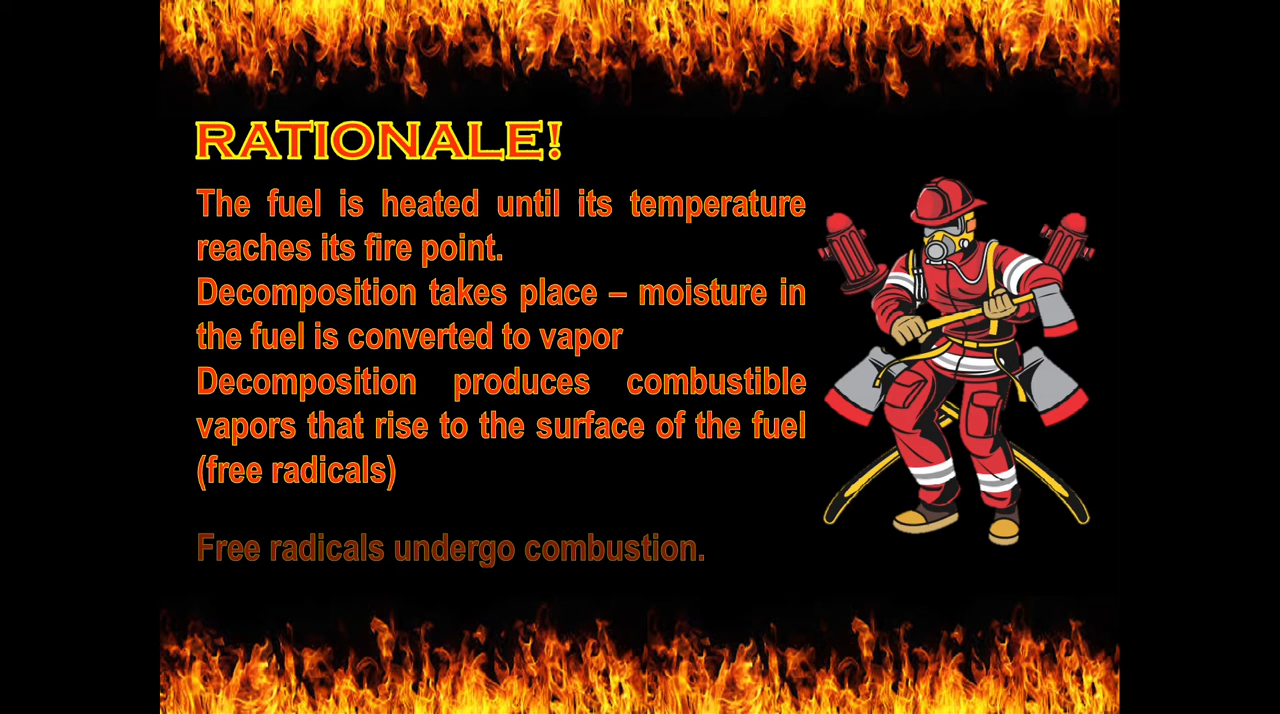 RATIONALE!
The fuel is heated until its temperature
reaches its fire point.
Decomposition takes place – moisture in
the fuel is converted to vapor
Decomposition produces combustible
vapors that rise to the surface of the fuel
(free radicals)
Free radicals undergo combustion.